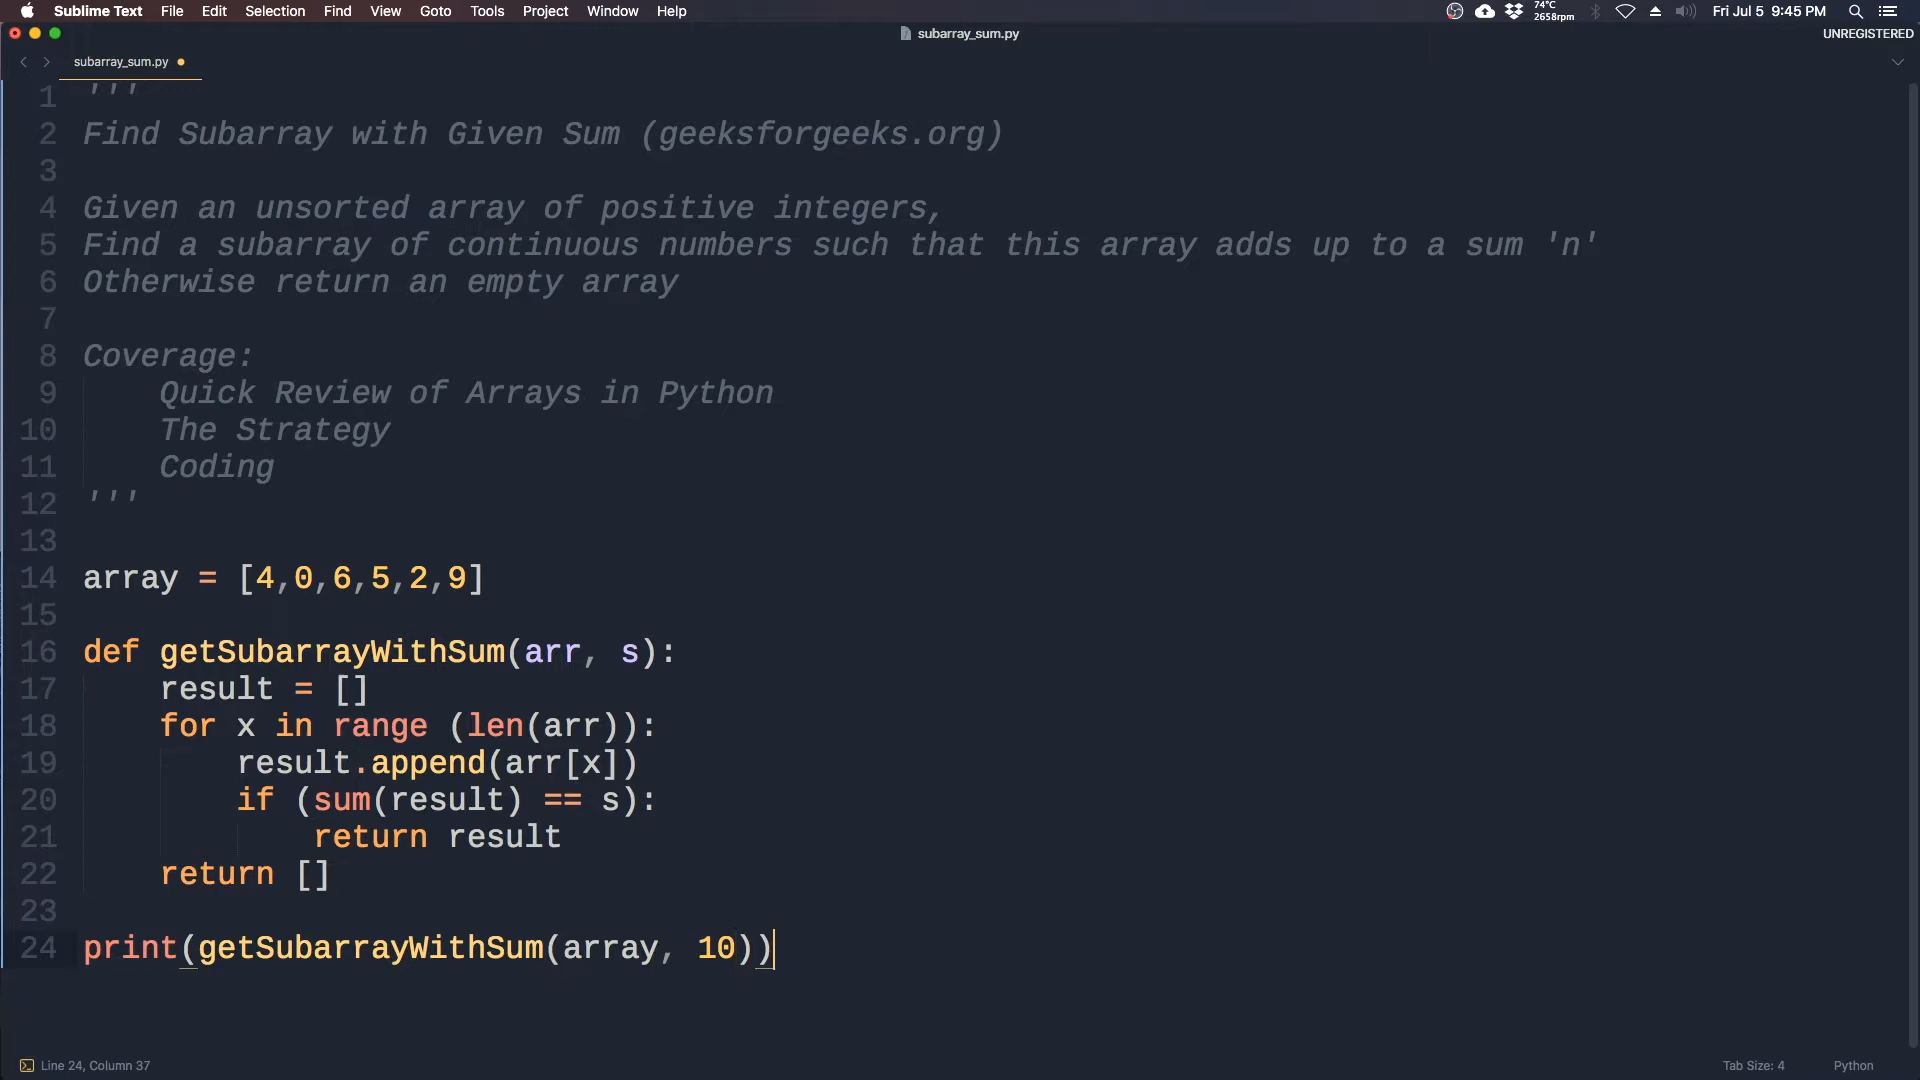 Sublime Text File Edit Selection Find View Goto Tools Project Window Help 74°C 2658rpm Fri Jul 5 9:45 PM
subarray_sum.py UNREGISTERED
subarray_sum.py
1 '''
2 Find Subarray with Given Sum (geeksforgeeks.org)
3
4 Given an unsorted array of positive integers,
5 Find a subarray of continuous numbers such that this array adds up to a sum 'n'
6 Otherwise return an empty array
7
8 Coverage:
9 Quick Review of Arrays in Python
10 The Strategy
11 Coding
12 '''
13
14 array = [4,0,6,5,2,9]
15
16 def getSubarrayWithSum(arr, s):
17 result = []
18 for x in range (len(arr)):
19 result.append(arr[x])
20 if (sum(result) == s):
21 return result
22 return []
23
24 print(getSubarrayWithSum(array, 10))
Line 24, Column 37 Tab Size: 4 Python